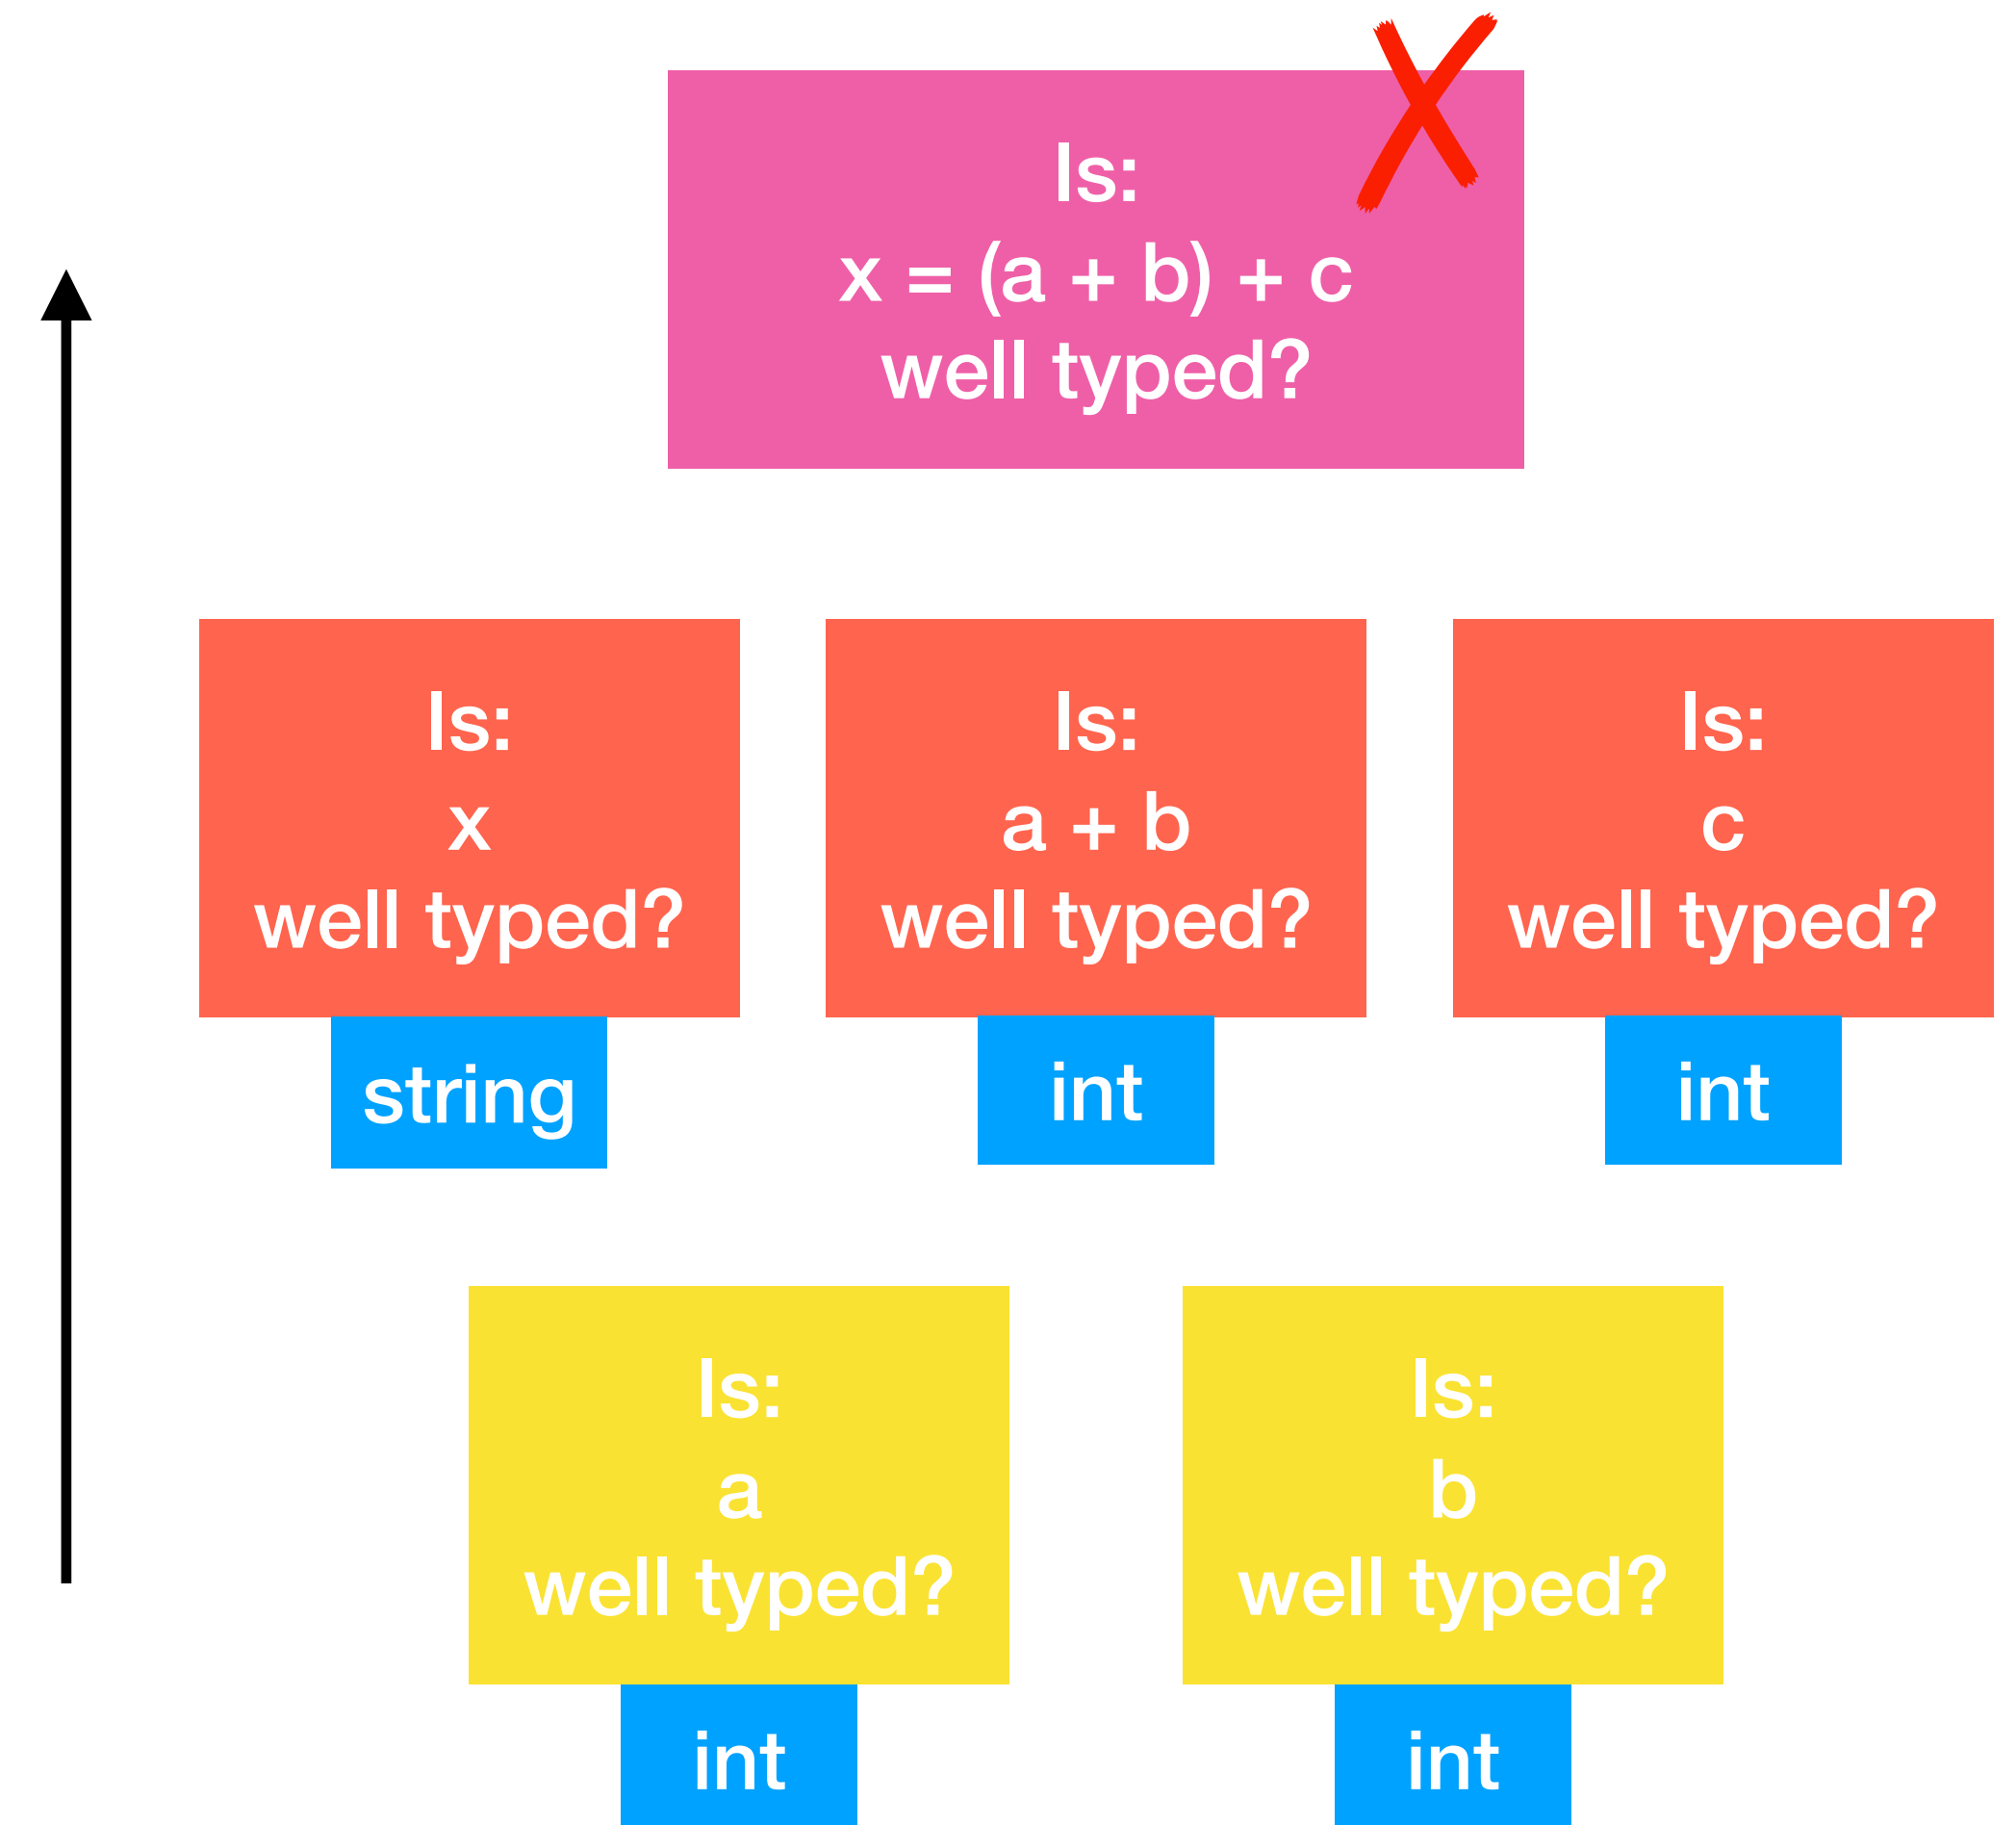 Is:
x = (a + b) + c
well typed?
Is:
x
well typed?
string
Is:
a + b
well typed?
int
Is:
c
well typed?
int
Is:
a
well typed?
int
Is:
b
well typed?
int